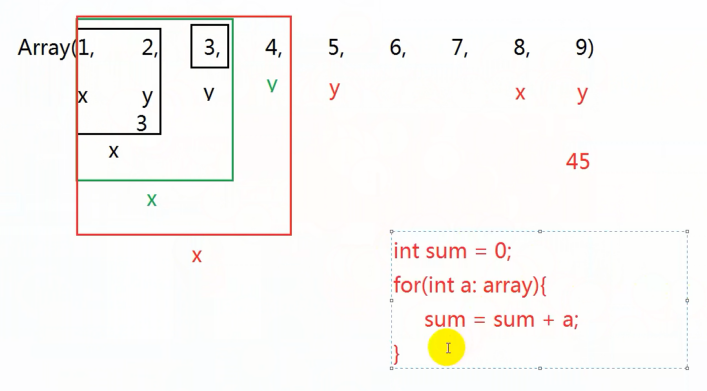 Array(1, 2, 3, 4, 5, 6, 7, 8, 9)
x y y y y x y
3
x
45
x
x
int sum = 0;
for(int a: array){
sum = sum + a;
}